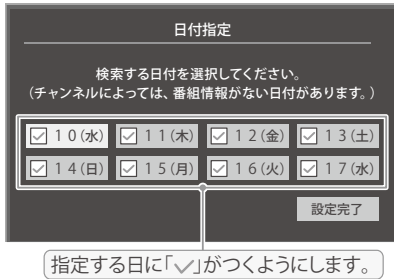 日付指定
検索する日付を選択してください。
（チャンネルによっては、番組情報がない日付があります。）
10(水) 11(木) 12(金) 13(土)
14(日) 15(月) 16(火) 17(水)
設定完了
指定する日に「✓」がつくようにします。